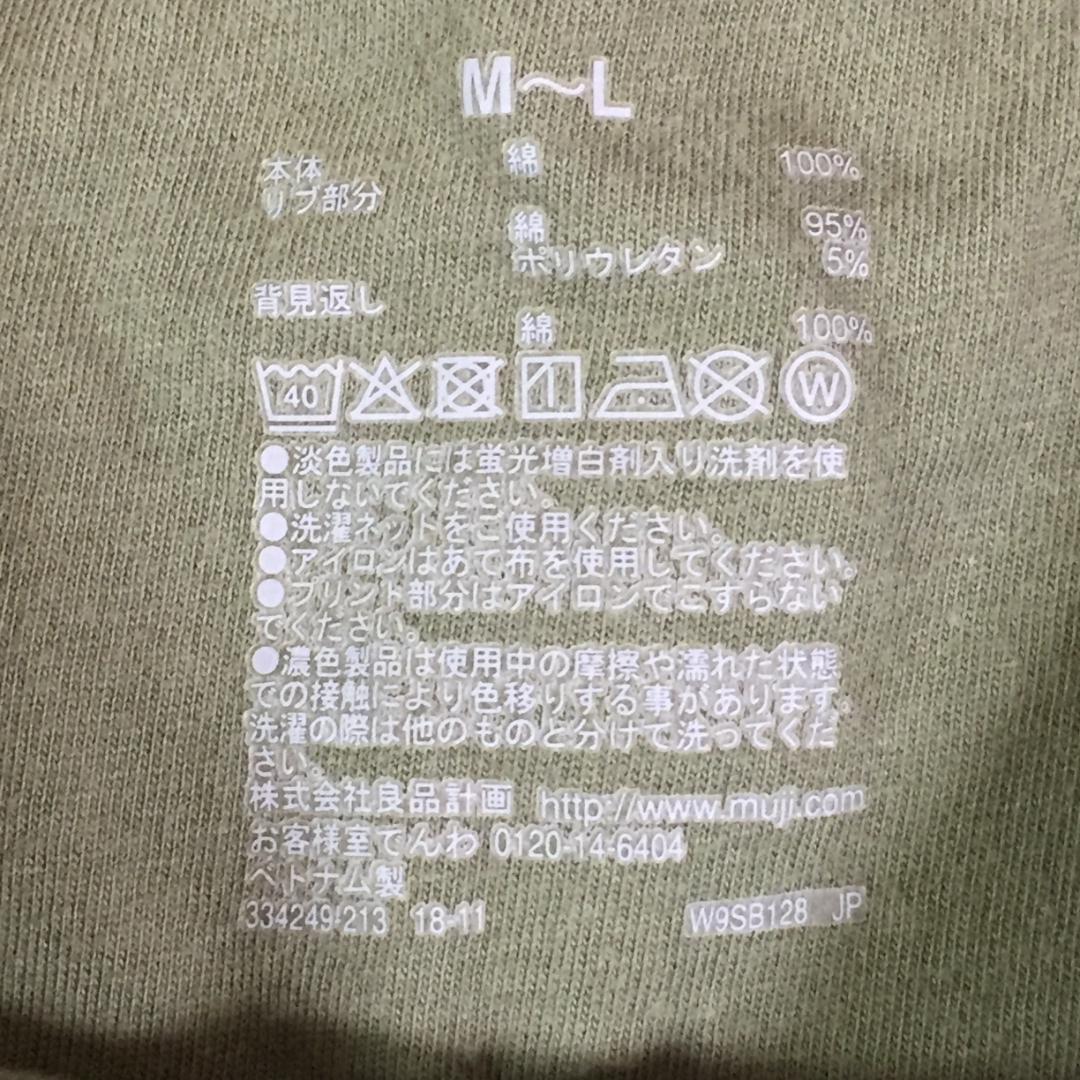 M〜L
本体 綿 100%
リブ部分
綿 95%
ポリウレタン 5%
背見返し
綿 100%
40 W
●淡色製品には蛍光増白剤入り洗剤を使
用しないでください。
●洗濯ネットをご使用ください。
●アイロンはあて布を使用してください。
●プリント部分はアイロンでこすらない
でください。
●濃色製品は使用中の摩擦や濡れた状態
での接触により色移りする事があります。
洗濯の際は他のものと分けて洗ってくだ
さい。
株式会社良品計画 http://www.muji.com
お客様室でんわ 0120-14-6404
ベトナム製
334249-213 18-11 W9SB128 JP